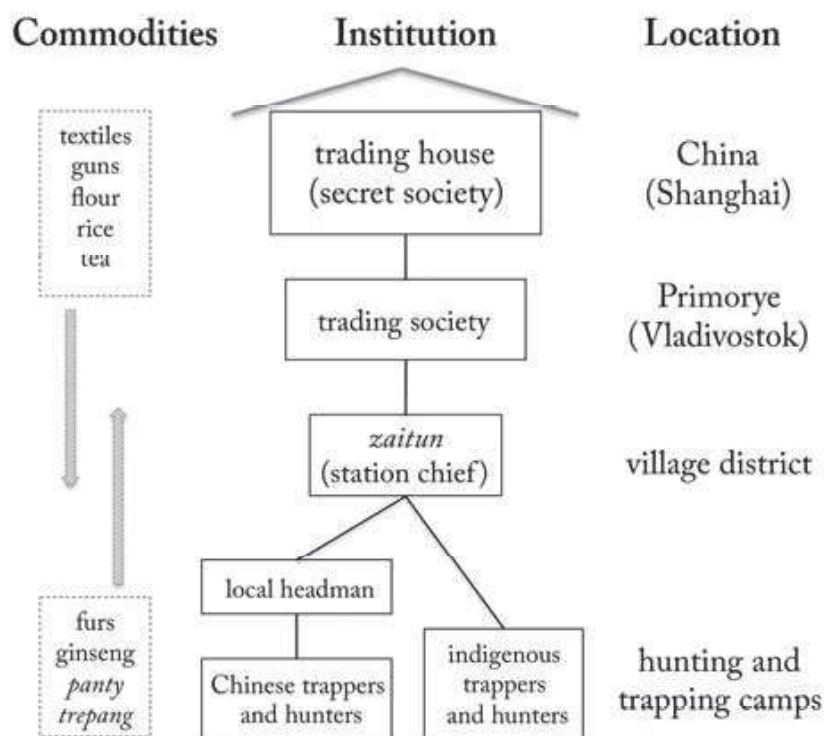 Commodities
Institution
Location
textiles
guns
flour
rice
tea
trading house
(secret society)
China
(Shanghai)
trading society
Primorye
(Vladivostok)
zaitun
(station chief)
village district
local headman
furs
ginseng
panty
trepang
Chinese trappers
and hunters
indigenous
trappers
and hunters
hunting and
trapping camps